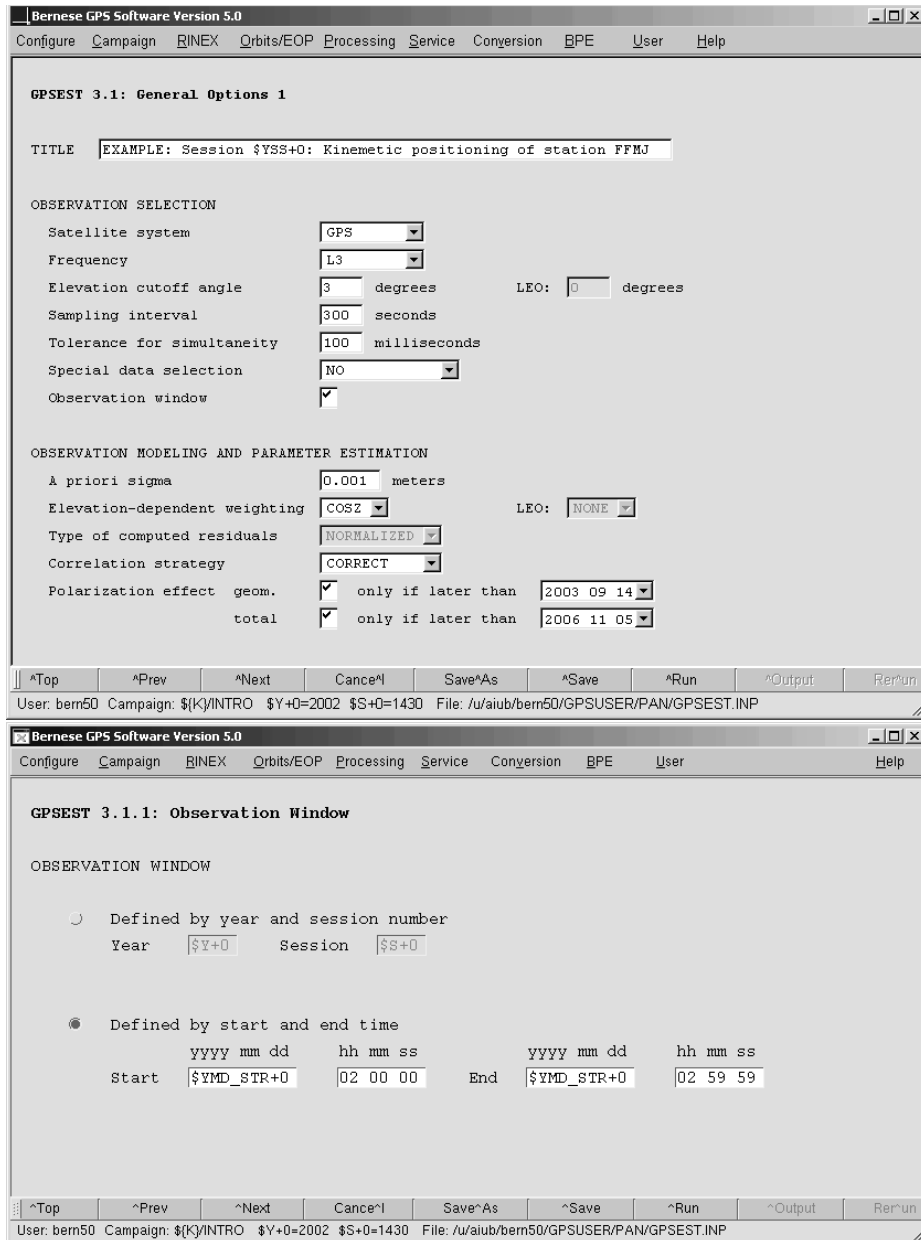 Bernese GPS Software Version 5.0
Configure Campaign RINEX Orbits/EOP Processing Service Conversion BPE User Help
GPSEST 3.1: General Options 1
TITLE EXAMPLE: Session $YSS+0: Kinemetic positioning of station FFMJ
OBSERVATION SELECTION
Satellite system GPS
Frequency L3
Elevation cutoff angle 3 degrees LEO: 0 degrees
Sampling interval 300 seconds
Tolerance for simultaneity 100 milliseconds
Special data selection NO
Observation window
OBSERVATION MODELING AND PARAMETER ESTIMATION
A priori sigma 0.001 meters
Elevation-dependent weighting COSZ LEO: NONE
Type of computed residuals NORMALIZED
Correlation strategy CORRECT
Polarization effect geom. only if later than 2003 09 14
total only if later than 2006 11 05
^Top ^Prev ^Next Cance^l Save^As ^Save ^Run ^Output Rer^un
User: bern50 Campaign: ${K}/INTRO $Y+0=2002 $S+0=1430 File: /u/aiub/bern50/GPSUSER/PAN/GPSEST.INP
Bernese GPS Software Version 5.0
Configure Campaign RINEX Orbits/EOP Processing Service Conversion BPE User Help
GPSEST 3.1.1: Observation Window
OBSERVATION WINDOW
Defined by year and session number
Year $Y+0 Session $S+0
Defined by start and end time
yyyy mm dd hh mm ss yyyy mm dd hh mm ss
Start $YMD_STR+0 02 00 00 End $YMD_STR+0 02 59 59
^Top ^Prev ^Next Cance^l Save^As ^Save ^Run ^Output Rer^un
User: bern50 Campaign: ${K}/INTRO $Y+0=2002 $S+0=1430 File: /u/aiub/bern50/GPSUSER/PAN/GPSEST.INP